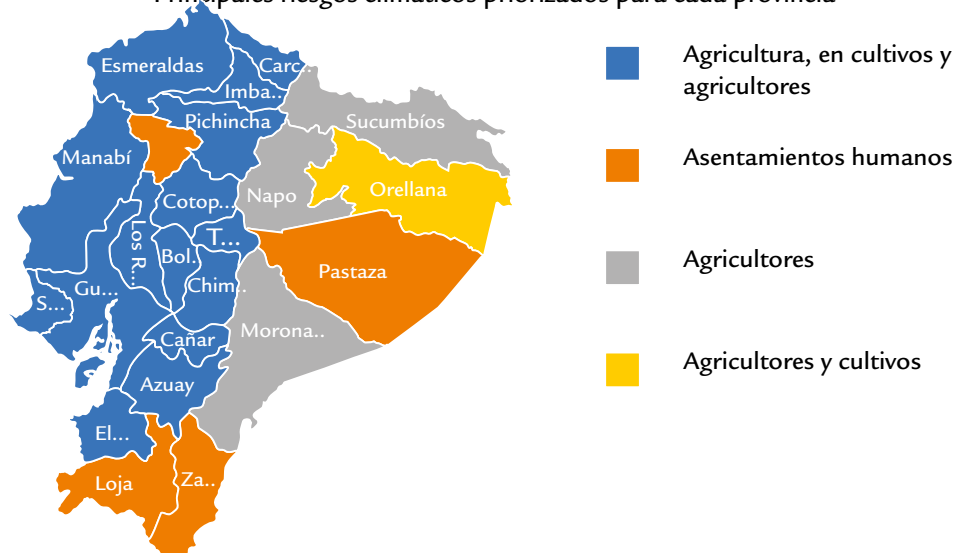 Principales riesgos climáticos priorizados para cada provincia
Esmeraldas
Carc..
Imba..
Pichincha
Sucumbíos
Manabí
Napo
Orellana
Cotop...
T...
Los R...
Bol.
Chim..
Pastaza
Gu...
S...
Cañar
Morona..
Azuay
El...
Loja
Za..
Agricultura, en cultivos y
agricultores
Asentamientos humanos
Agricultores
Agricultores y cultivos